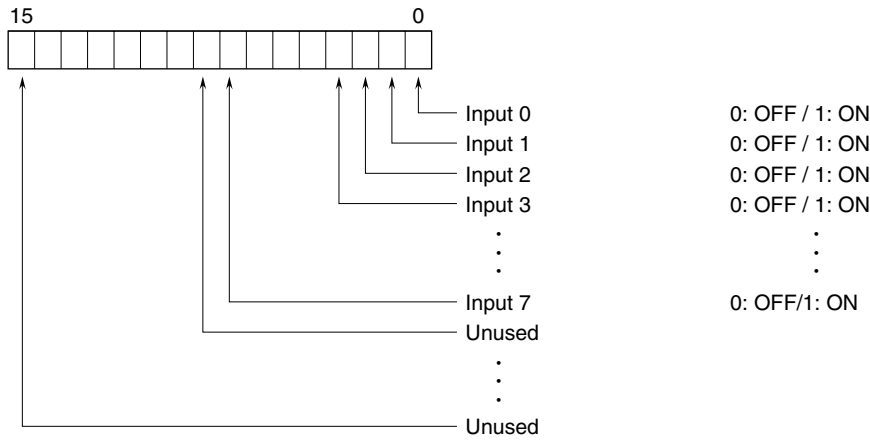 15 0
Input 0 0: OFF / 1: ON
Input 1 0: OFF / 1: ON
Input 2 0: OFF / 1: ON
Input 3 0: OFF / 1: ON
Input 7 0: OFF/1: ON
Unused
Unused